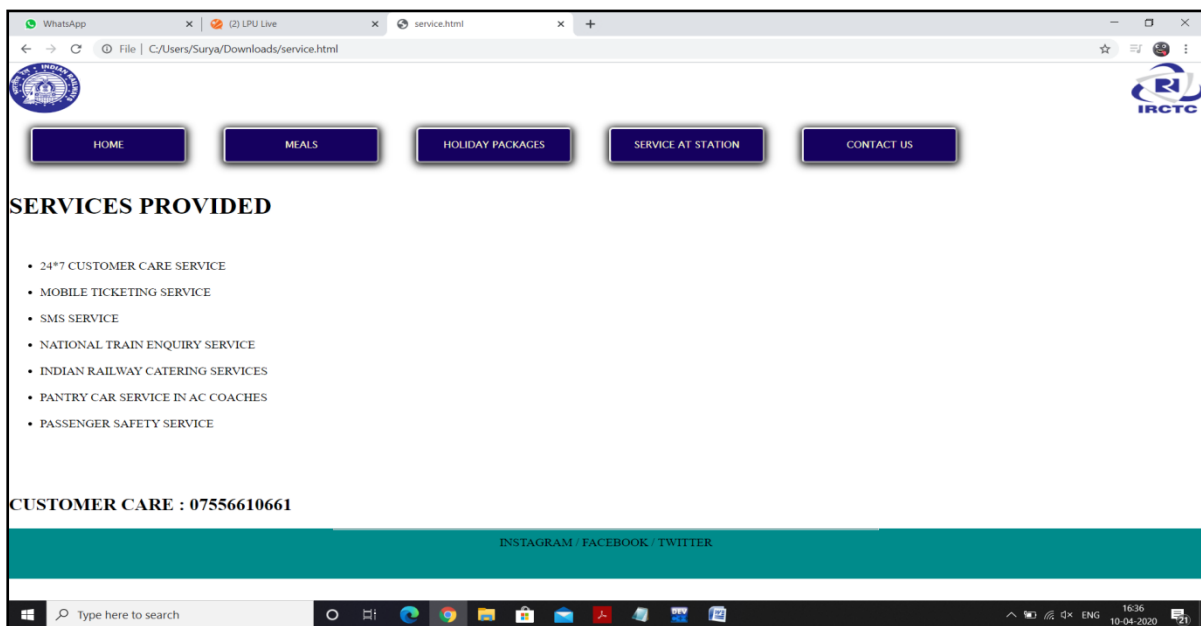 WhatsApp
(2) LPU Live
service.html
File | C:/Users/Surya/Downloads/service.html
INDIAN RAILWAYS
IRCTC
HOME MEALS HOLIDAY PACKAGES SERVICE AT STATION CONTACT US
SERVICES PROVIDED
• 24*7 CUSTOMER CARE SERVICE
• MOBILE TICKETING SERVICE
• SMS SERVICE
• NATIONAL TRAIN ENQUIRY SERVICE
• INDIAN RAILWAY CATERING SERVICES
• PANTRY CAR SERVICE IN AC COACHES
• PASSENGER SAFETY SERVICE
CUSTOMER CARE : 07556610661
INSTAGRAM / FACEBOOK / TWITTER
Type here to search
DEV
ENG
16:36
10-04-2020
21